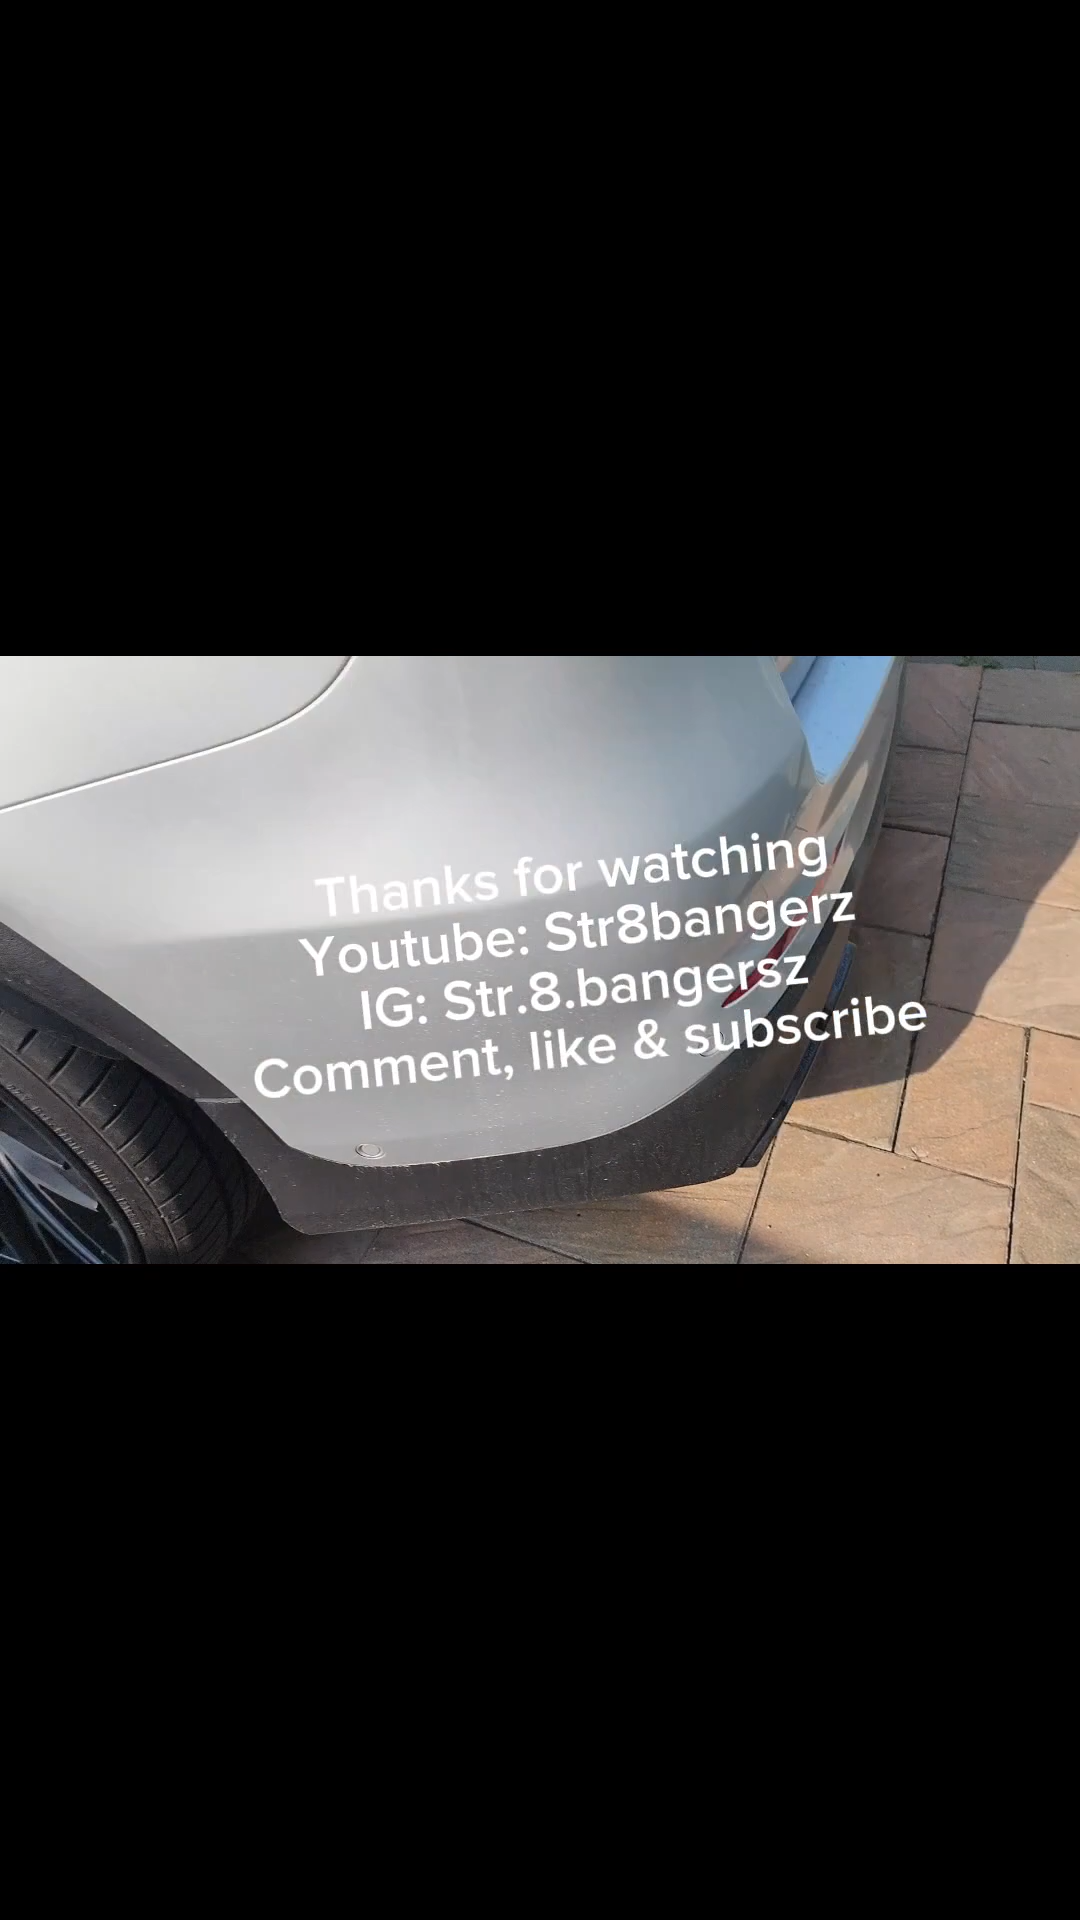 Thanks for watching
Youtube: Str8bangerz
IG: Str.8.bangersz
Comment, like & subscribe